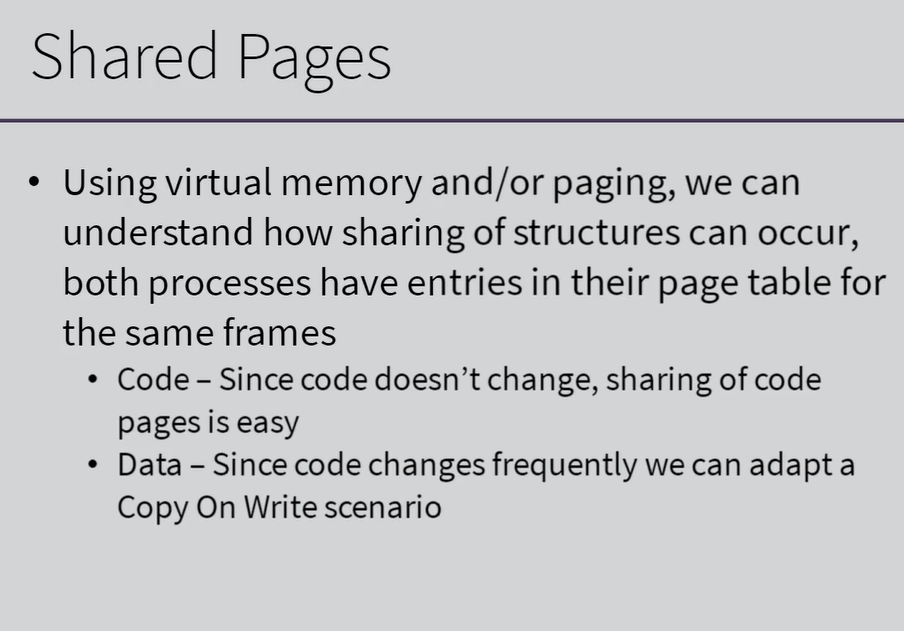 Shared Pages
• Using virtual memory and/or paging, we can
understand how sharing of structures can occur,
both processes have entries in their page table for
the same frames
• Code – Since code doesn’t change, sharing of code
pages is easy
• Data – Since code changes frequently we can adapt a
Copy On Write scenario